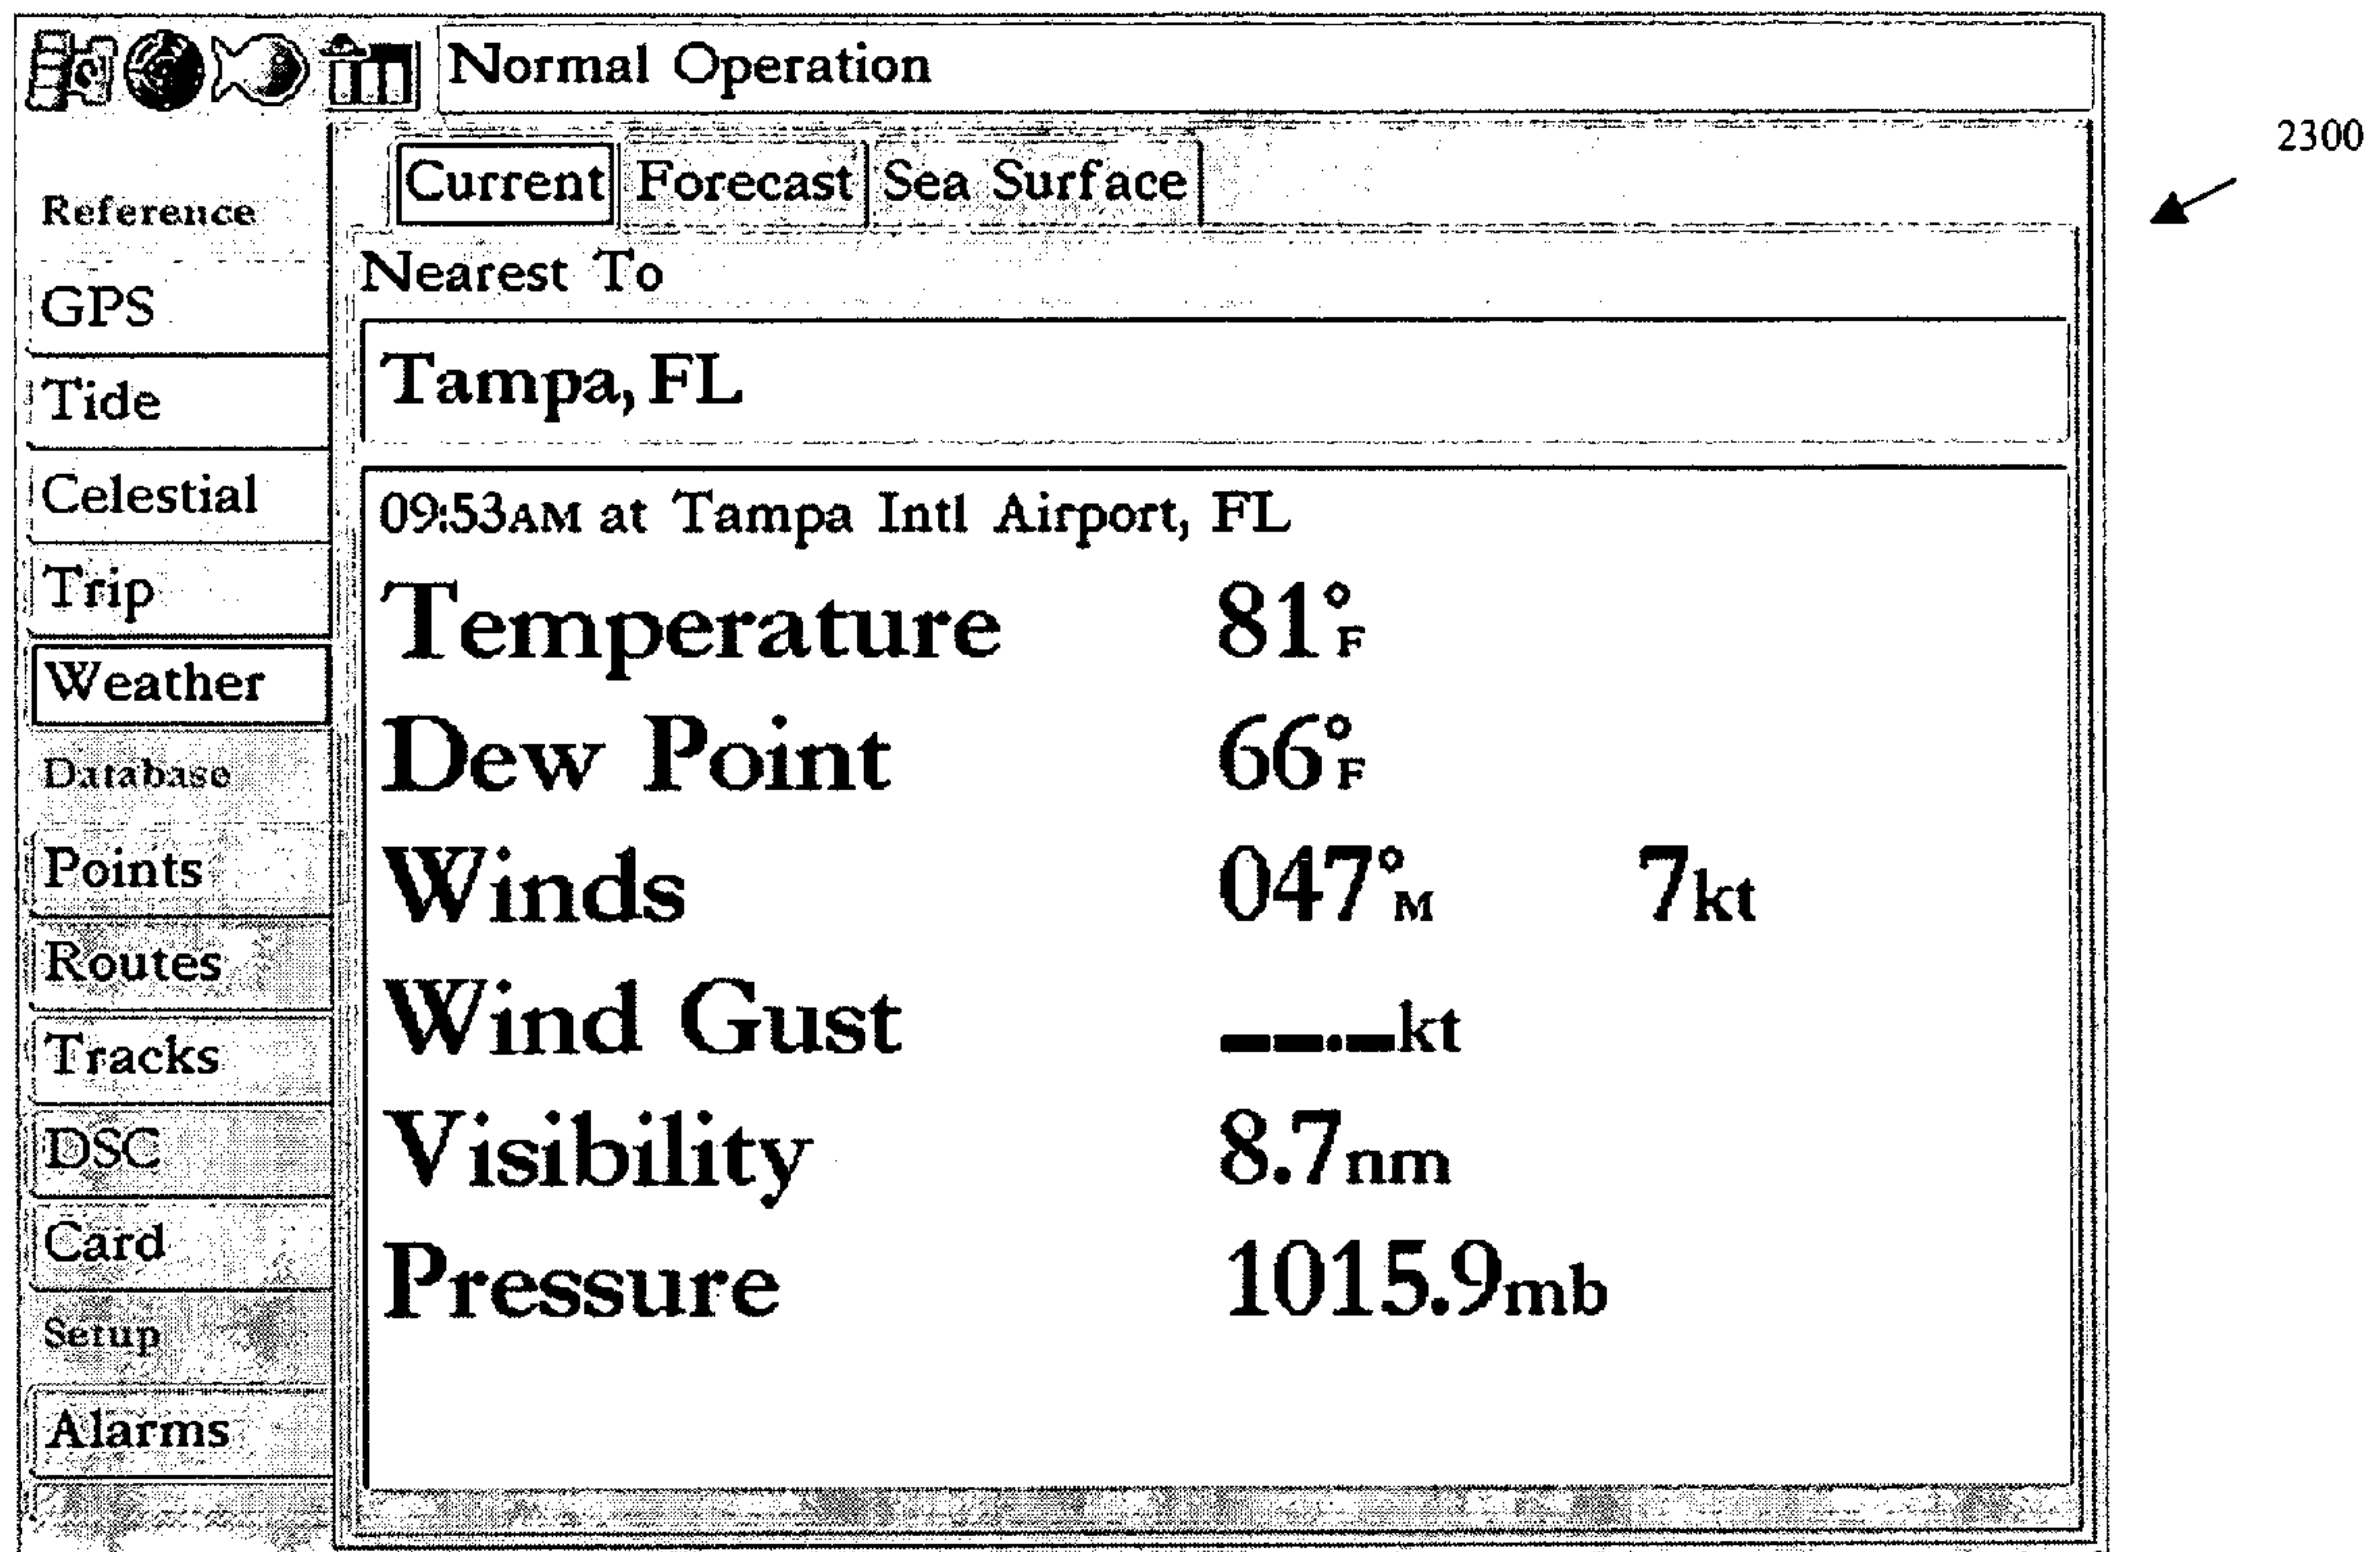 Normal Operation
2300
Current Forecast Sea Surface
Reference
GPS
Tide
Celestial
Trip
Weather
Database
Points
Routes
Tracks
DSC
Card
Setup
Alarms
Nearest To
Tampa, FL
09:53AM at Tampa Intl Airport, FL
Temperature 81°F
Dew Point 66°F
Winds 047°M 7kt
Wind Gust __._kt
Visibility 8.7nm
Pressure 1015.9mb